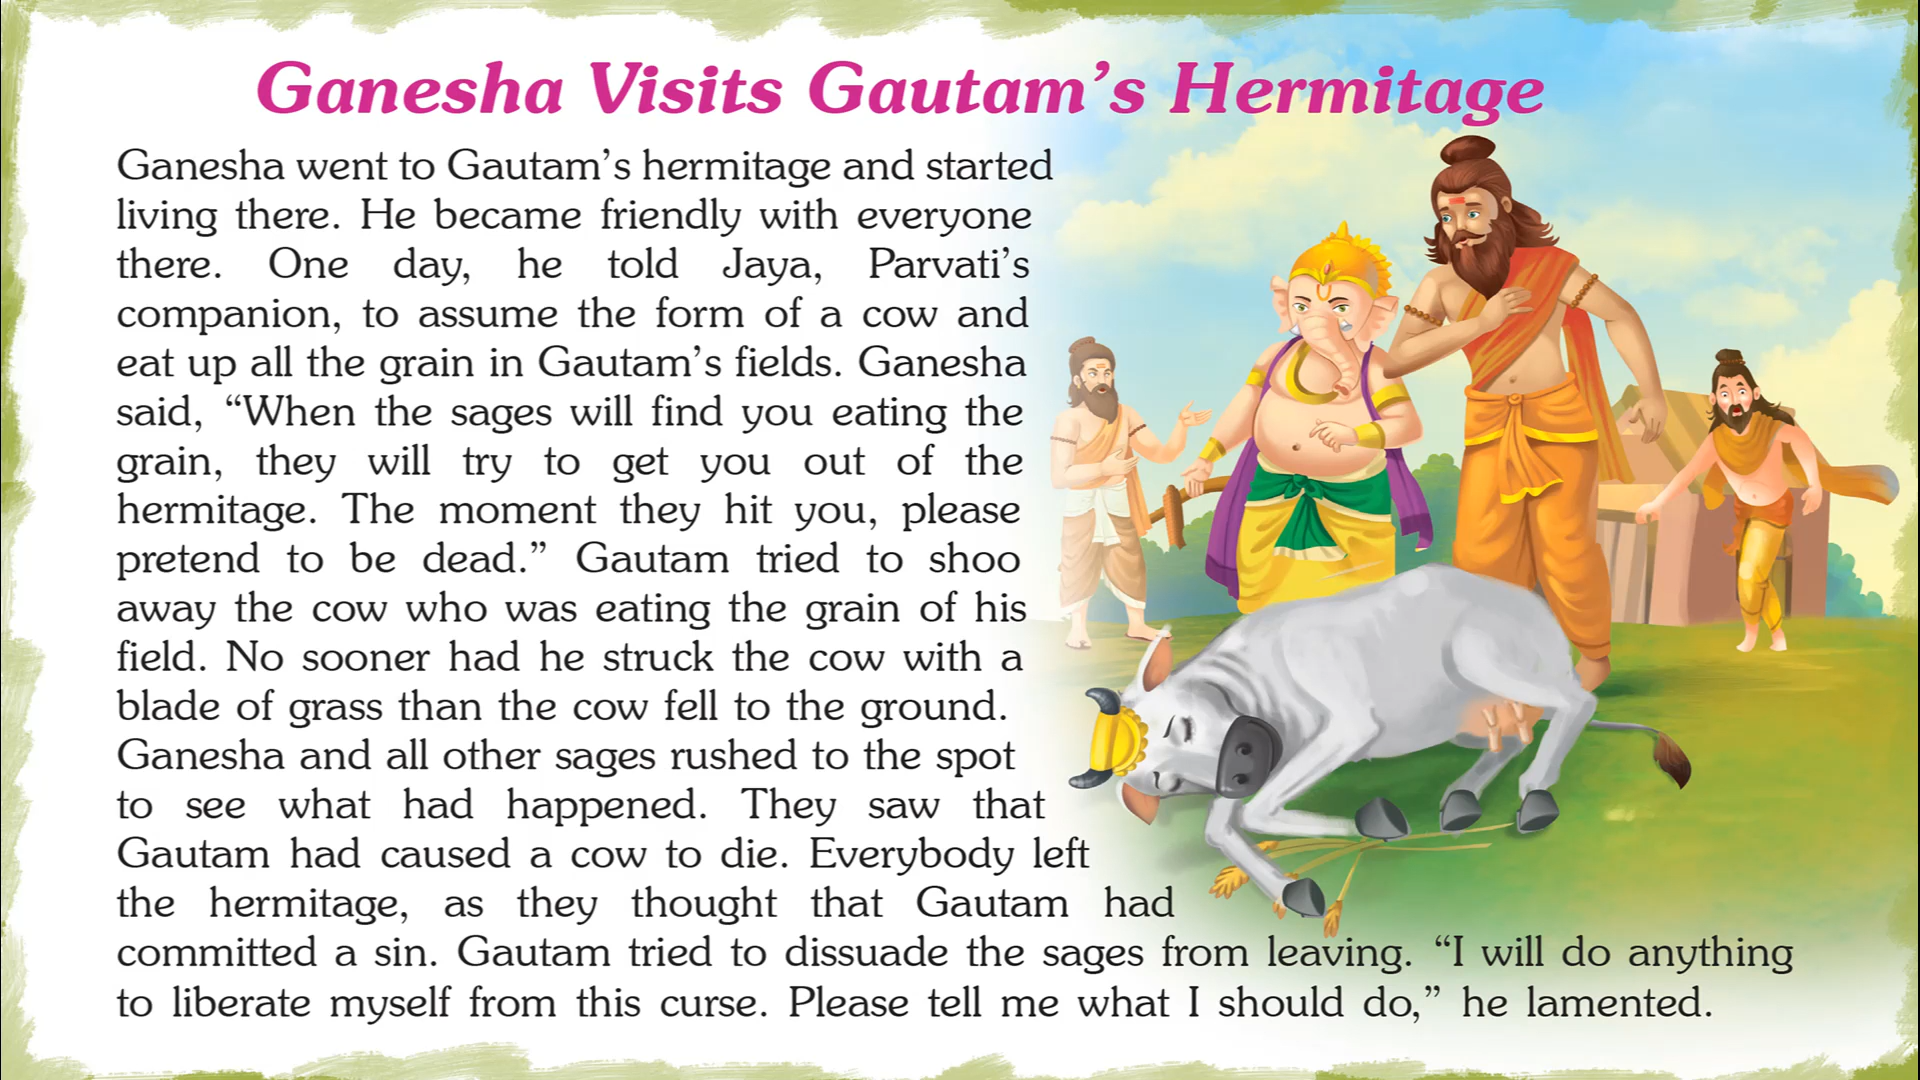 Ganesha Visits Gautam’s Hermitage
Ganesha went to Gautam’s hermitage and started
living there. He became friendly with everyone
there. One day, he told Jaya, Parvati’s
companion, to assume the form of a cow and
eat up all the grain in Gautam’s fields. Ganesha
said, “When the sages will find you eating the
grain, they will try to get you out of the
hermitage. The moment they hit you, please
pretend to be dead.” Gautam tried to shoo
away the cow who was eating the grain of his
field. No sooner had he struck the cow with a
blade of grass than the cow fell to the ground.
Ganesha and all other sages rushed to the spot
to see what had happened. They saw that
Gautam had caused a cow to die. Everybody left
the hermitage, as they thought that Gautam had
committed a sin. Gautam tried to dissuade the sages from leaving. “I will do anything
to liberate myself from this curse. Please tell me what I should do,” he lamented.